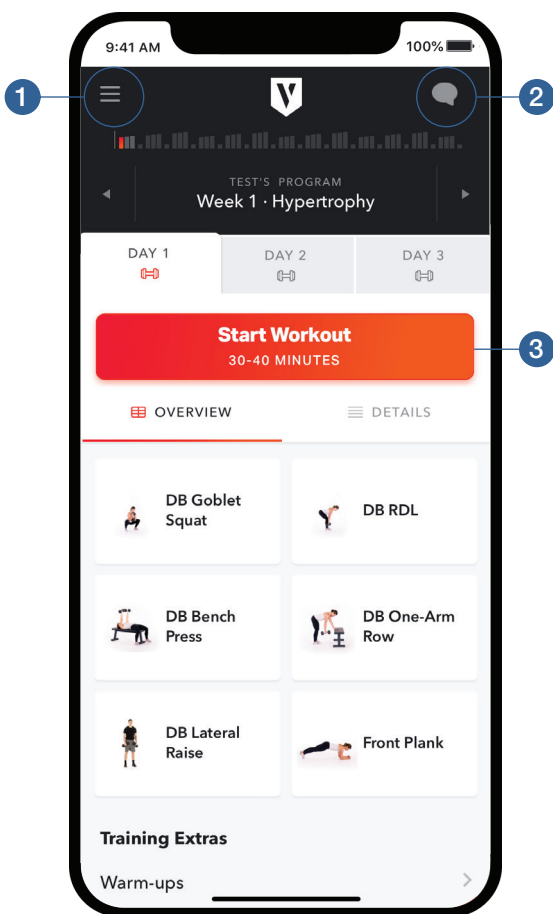 9:41 AM 100%
1
2
TEST'S PROGRAM
Week 1 · Hypertrophy
DAY 1 DAY 2 DAY 3
Start Workout
30-40 MINUTES
3
OVERVIEW DETAILS
DB Goblet
Squat
DB RDL
DB Bench
Press
DB One-Arm
Row
DB Lateral
Raise
Front Plank
Training Extras
Warm-ups